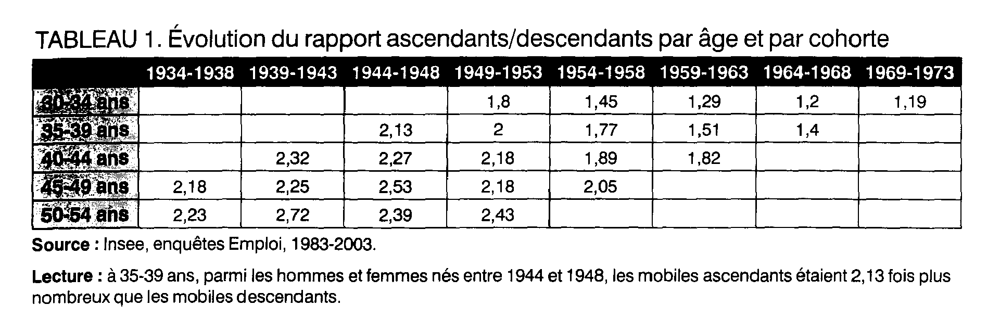 TABLEAU 1. Évolution du rapport ascendants/descendants par âge et par cohorte
1934-1938 1939-1943 1944-1948 1949-1953 1954-1958 1959-1963 1964-1968 1969-1973
30-34 ans 1,8 1,45 1,29 1,2 1,19
35-39 ans 2,13 2 1,77 1,51 1,4
40-44 ans 2,32 2,27 2,18 1,89 1,82
45-49 ans 2,18 2,25 2,53 2,18 2,05
50-54 ans 2,23 2,72 2,39 2,43
Source : Insee, enquêtes Emploi, 1983-2003.
Lecture : à 35-39 ans, parmi les hommes et femmes nés entre 1944 et 1948, les mobiles ascendants étaient 2,13 fois plus
nombreux que les mobiles descendants.